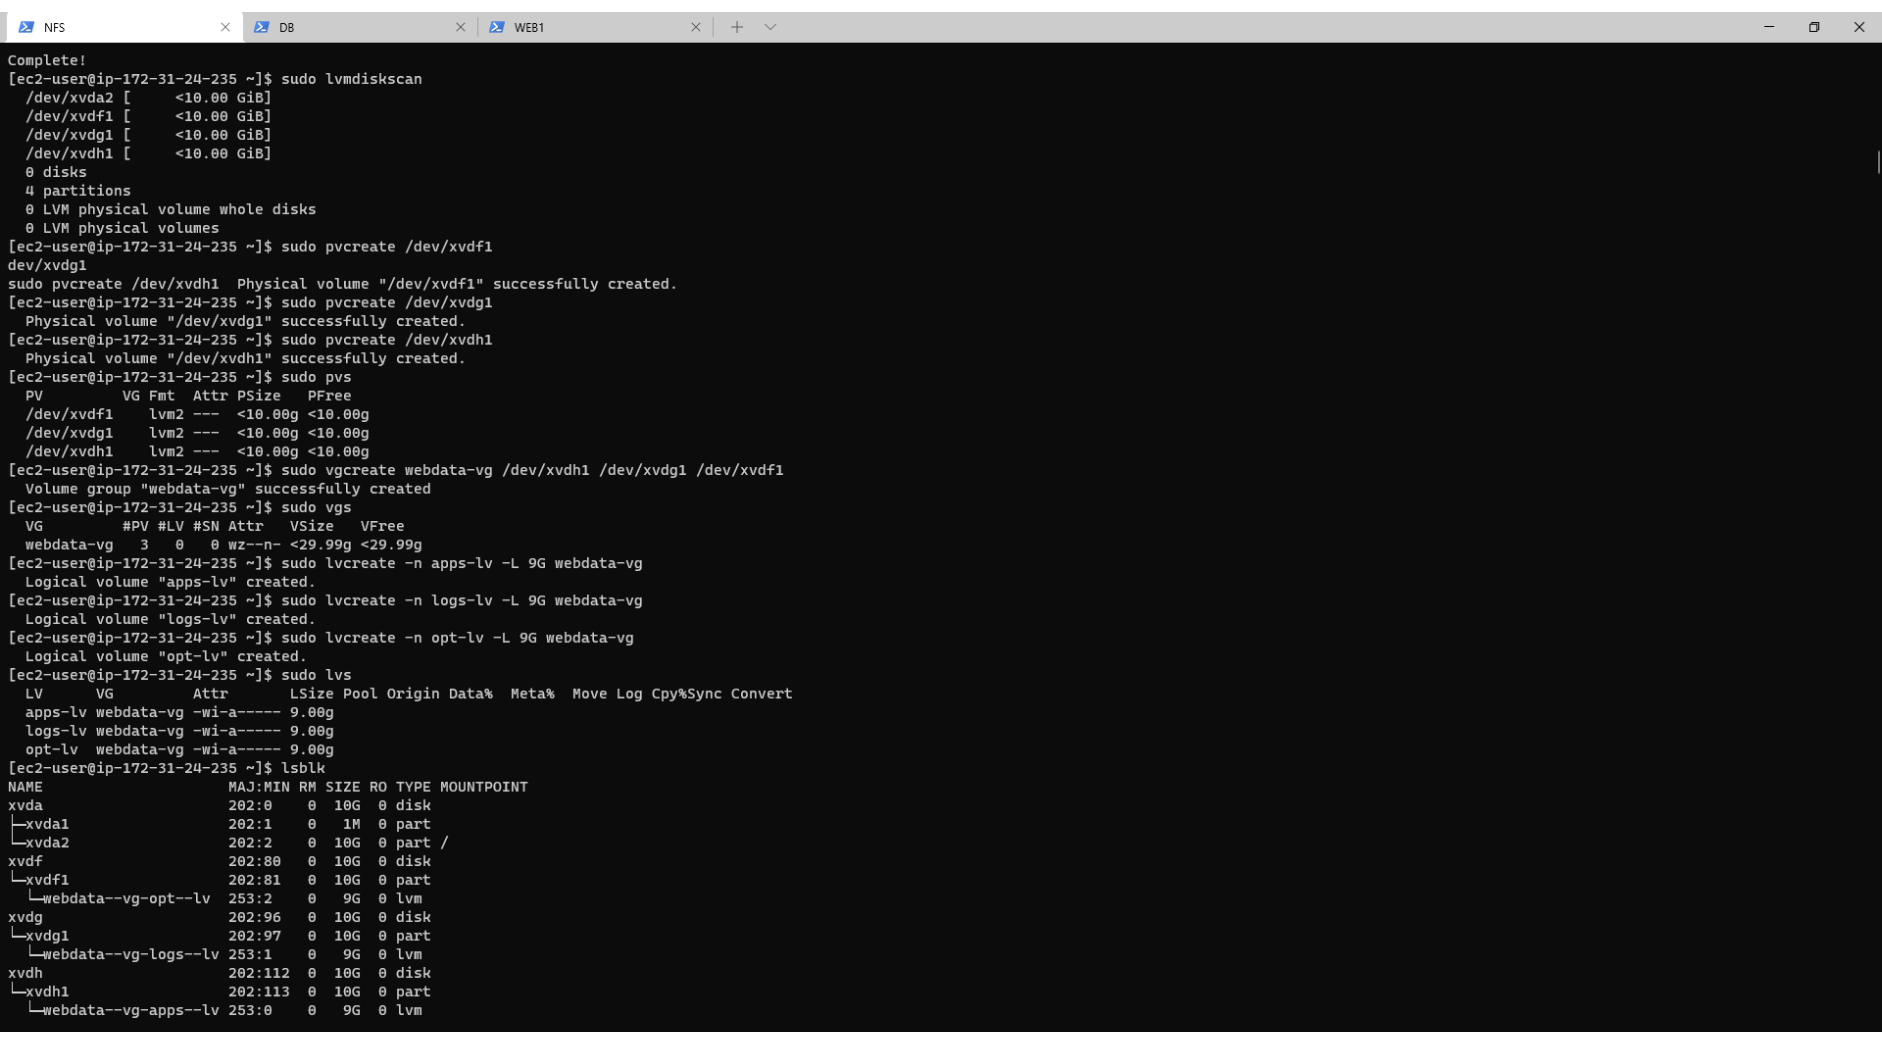 NFS DB WEB1
Complete!
[ec2-user@ip-172-31-24-235 ~]$ sudo lvmdiskscan
  /dev/xvda2 [     <10.00 GiB]
  /dev/xvdf1 [     <10.00 GiB]
  /dev/xvdg1 [     <10.00 GiB]
  /dev/xvdh1 [     <10.00 GiB]
  0 disks
  4 partitions
  0 LVM physical volume whole disks
  0 LVM physical volumes
[ec2-user@ip-172-31-24-235 ~]$ sudo pvcreate /dev/xvdf1
dev/xvdg1
sudo pvcreate /dev/xvdh1  Physical volume "/dev/xvdf1" successfully created.
[ec2-user@ip-172-31-24-235 ~]$ sudo pvcreate /dev/xvdg1
  Physical volume "/dev/xvdg1" successfully created.
[ec2-user@ip-172-31-24-235 ~]$ sudo pvcreate /dev/xvdh1
  Physical volume "/dev/xvdh1" successfully created.
[ec2-user@ip-172-31-24-235 ~]$ sudo pvs
  PV         VG Fmt  Attr PSize   PFree
  /dev/xvdf1    lvm2 ---  <10.00g <10.00g
  /dev/xvdg1    lvm2 ---  <10.00g <10.00g
  /dev/xvdh1    lvm2 ---  <10.00g <10.00g
[ec2-user@ip-172-31-24-235 ~]$ sudo vgcreate webdata-vg /dev/xvdh1 /dev/xvdg1 /dev/xvdf1
  Volume group "webdata-vg" successfully created
[ec2-user@ip-172-31-24-235 ~]$ sudo vgs
  VG         #PV #LV #SN Attr   VSize   VFree
  webdata-vg   3   0   0 wz--n- <29.99g <29.99g
[ec2-user@ip-172-31-24-235 ~]$ sudo lvcreate -n apps-lv -L 9G webdata-vg
  Logical volume "apps-lv" created.
[ec2-user@ip-172-31-24-235 ~]$ sudo lvcreate -n logs-lv -L 9G webdata-vg
  Logical volume "logs-lv" created.
[ec2-user@ip-172-31-24-235 ~]$ sudo lvcreate -n opt-lv -L 9G webdata-vg
  Logical volume "opt-lv" created.
[ec2-user@ip-172-31-24-235 ~]$ sudo lvs
  LV      VG         Attr       LSize Pool Origin Data%  Meta%  Move Log Cpy%Sync Convert
  apps-lv webdata-vg -wi-a----- 9.00g
  logs-lv webdata-vg -wi-a----- 9.00g
  opt-lv  webdata-vg -wi-a----- 9.00g
[ec2-user@ip-172-31-24-235 ~]$ lsblk
NAME                     MAJ:MIN RM SIZE RO TYPE MOUNTPOINT
xvda                     202:0    0  10G  0 disk
├─xvda1                  202:1    0   1M  0 part
└─xvda2                  202:2    0  10G  0 part /
xvdf                     202:80   0  10G  0 disk
└─xvdf1                  202:81   0  10G  0 part
  └─webdata--vg-opt--lv  253:2    0   9G  0 lvm
xvdg                     202:96   0  10G  0 disk
└─xvdg1                  202:97   0  10G  0 part
  └─webdata--vg-logs--lv 253:1    0   9G  0 lvm
xvdh                     202:112  0  10G  0 disk
└─xvdh1                  202:113  0  10G  0 part
  └─webdata--vg-apps--lv 253:0    0   9G  0 lvm